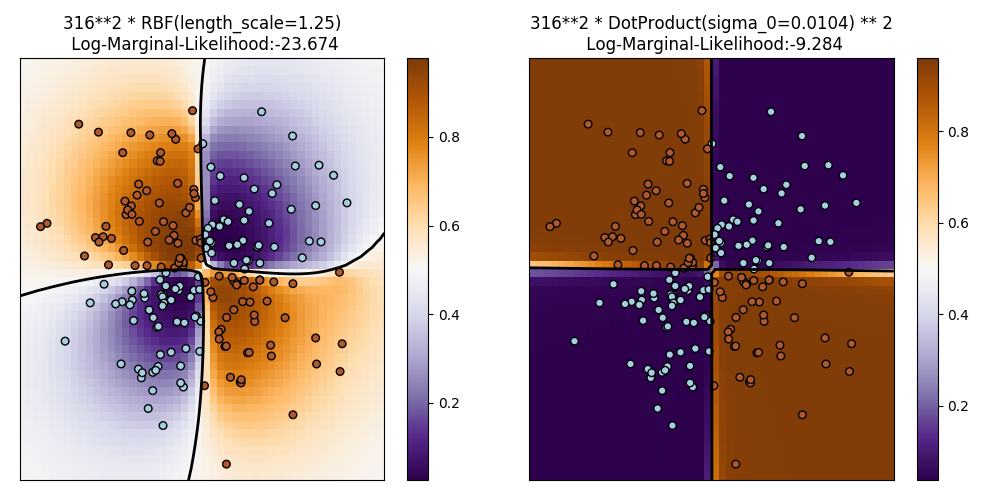 316**2 * RBF(length_scale=1.25)
Log-Marginal-Likelihood:-23.674
0.8
0.6
0.4
0.2
316**2 * DotProduct(sigma_0=0.0104) ** 2
Log-Marginal-Likelihood:-9.284
0.8
0.6
0.4
0.2